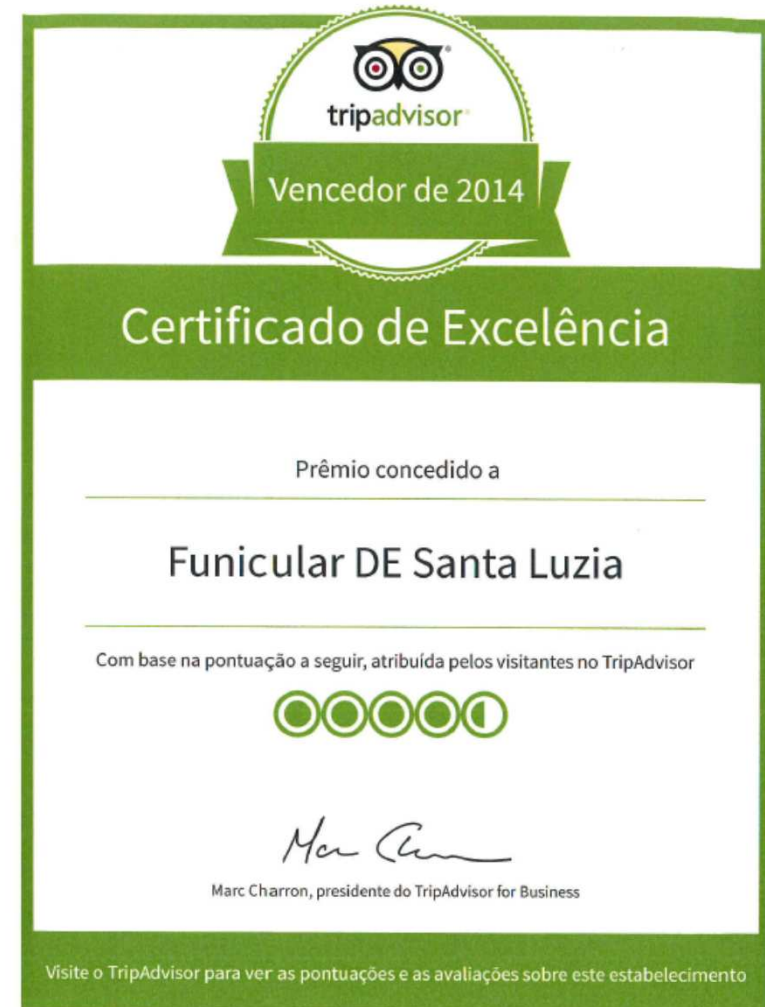 tripadvisor®
Vencedor de 2014
Certificado de Excelência
Prêmio concedido a
Funicular DE Santa Luzia
Com base na pontuação a seguir, atribuída pelos visitantes no TripAdvisor
Marc Charron, presidente do TripAdvisor for Business
Visite o TripAdvisor para ver as pontuações e as avaliações sobre este estabelecimento